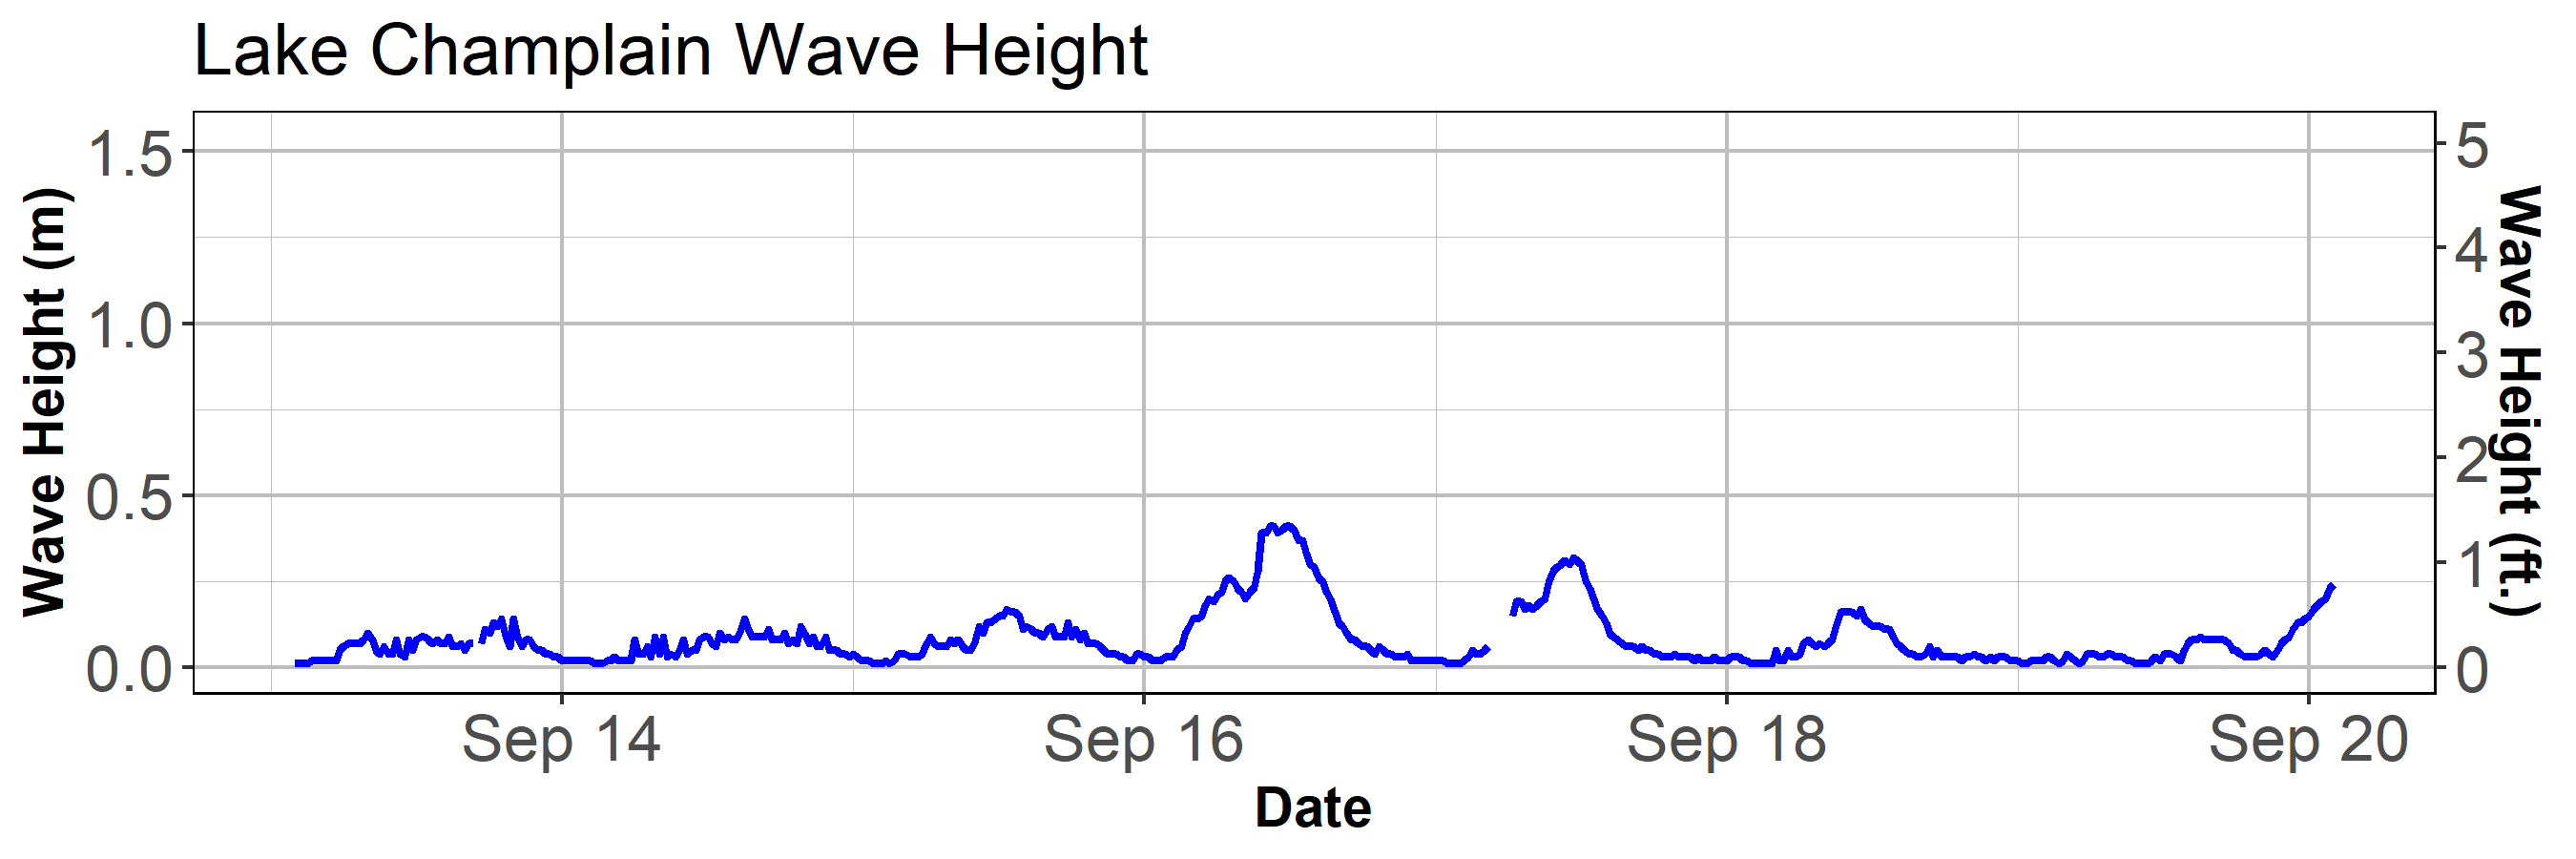 Lake Champlain Wave Height
Wave Height (m)
1.5
1.0
0.5
0.0
5
4
3
2
1
0
Wave Height (ft.)
Sep 14
Sep 16
Sep 18
Sep 20
Date